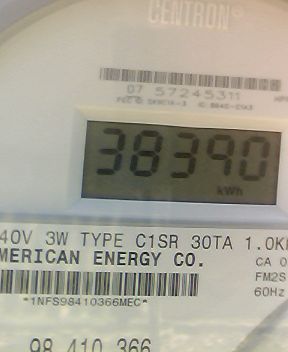 CENTRON®
07 57245311
38390
kWh
40V 3W TYPE C1SR 30TA 1.0K
MERICAN ENERGY CO.
CA 0
FM2S
60Hz
*1NFS98410366MEC*
98 410 366